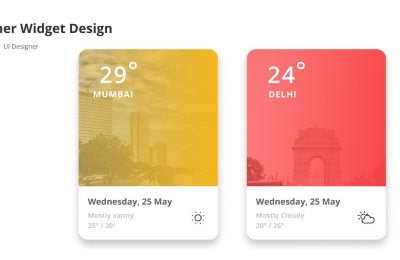 ner Widget Design
UI Designer
29°
MUMBAI
Wednesday, 25 May
Mostly sunny
25° / 30°
24°
DELHI
Wednesday, 25 May
Mostly Cloudy
20° / 26°